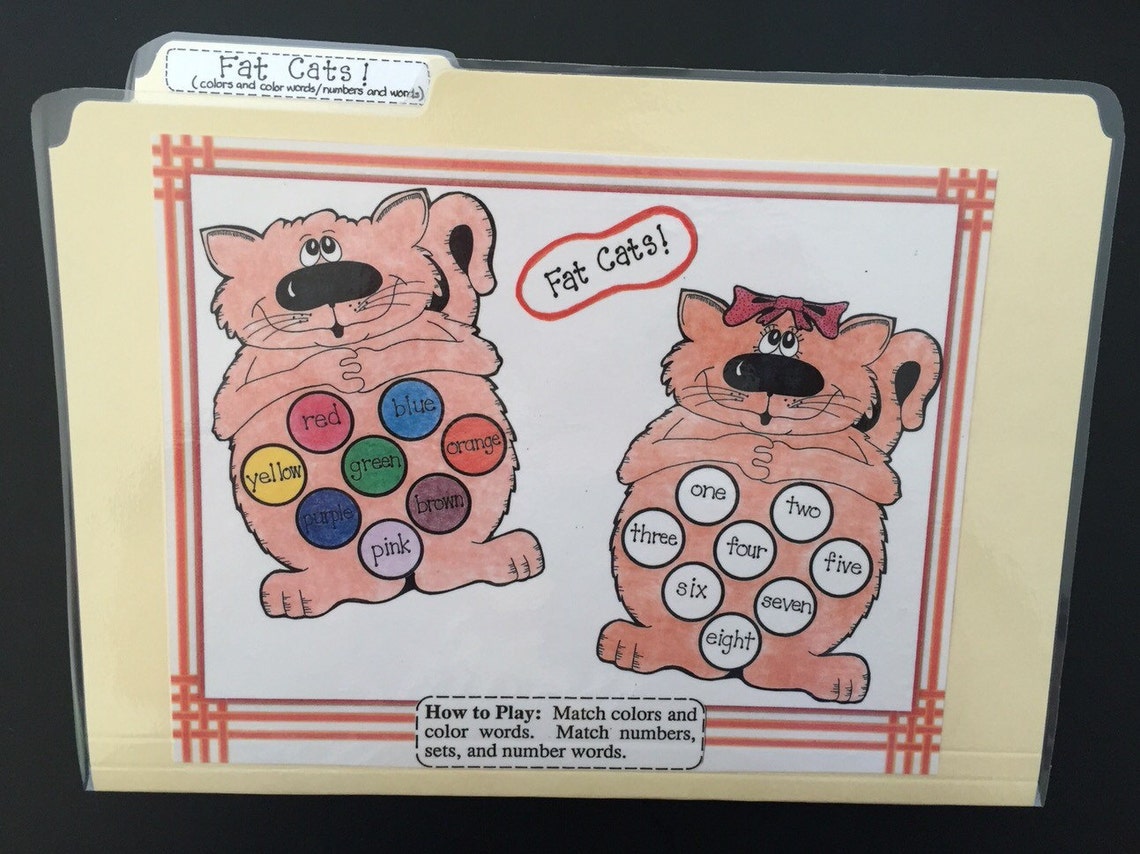 Fat Cats!
(colors and color words/numbers and words)
Fat Cats!
red
blue
yellow
green
orange
purple
brown
pink
one
two
three
four
five
six
seven
eight
How to Play: Match colors and
color words. Match numbers,
sets, and number words.